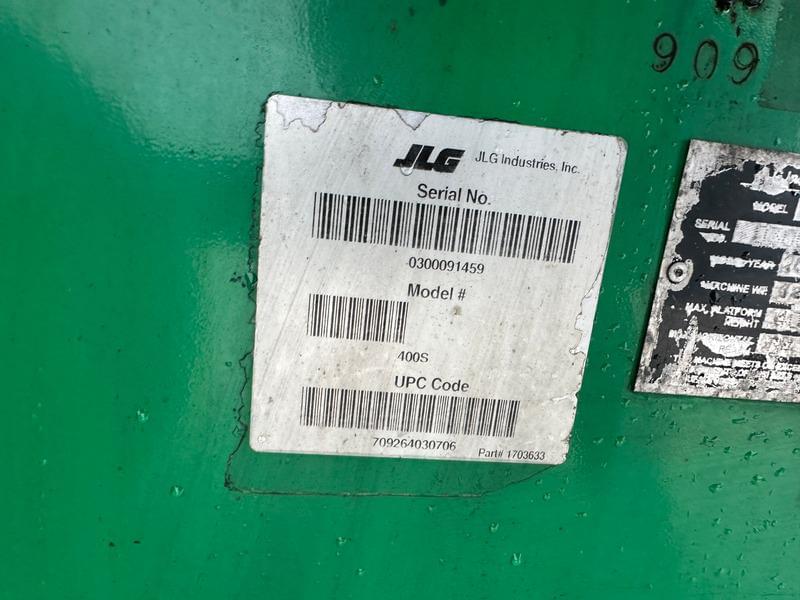 909
JLG JLG Industries, Inc.
Serial No.
0300091459
Model #
400S
UPC Code
709264030706
Part# 1703633
MODEL
SERIAL
YEAR
MACHINE WT.
MAX. PLATFORM
HEIGHT